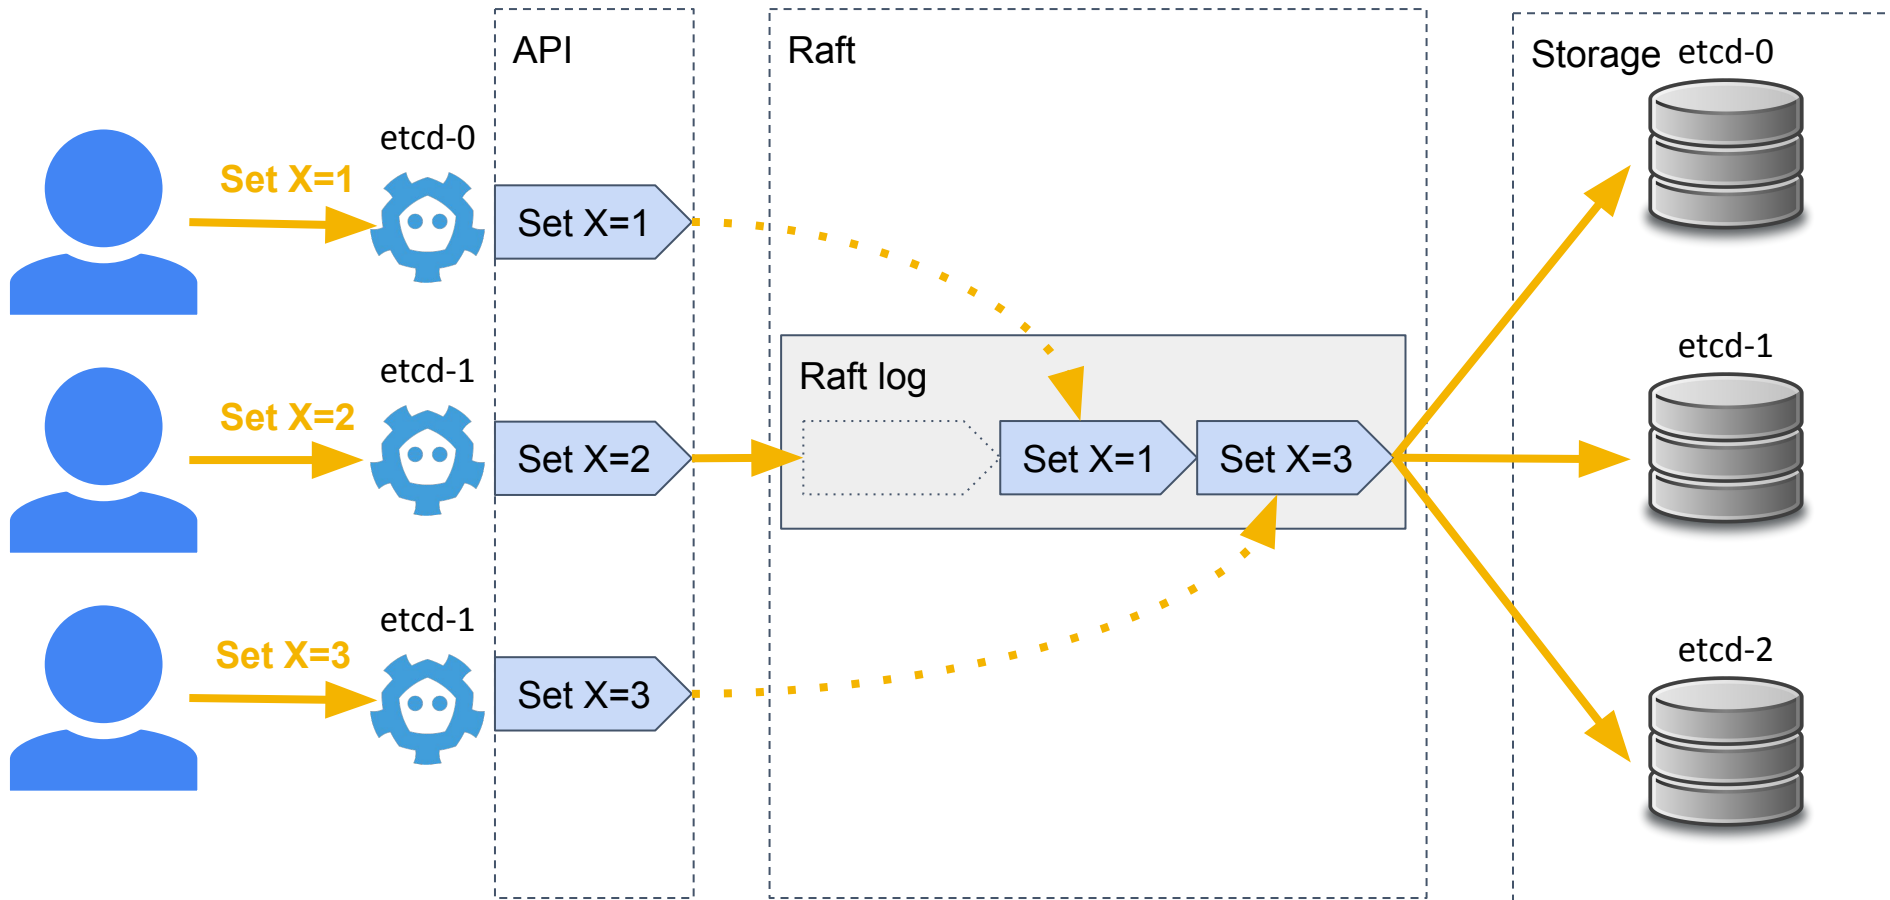 API
Raft
Storage
etcd-0
etcd-0
Set X=1
Set X=1
etcd-1
Set X=2
Set X=2
Raft log
Set X=1
Set X=3
etcd-1
etcd-1
Set X=3
Set X=3
etcd-2